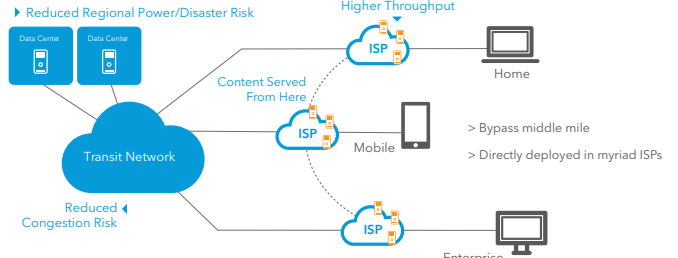 Higher Throughput
Reduced Regional Power/Disaster Risk
Data Center
Data Center
ISP
Home
Content Served
From Here
ISP
Mobile
> Bypass middle mile
> Directly deployed in myriad ISPs
Transit Network
Reduced
Congestion Risk
ISP
Enterprise